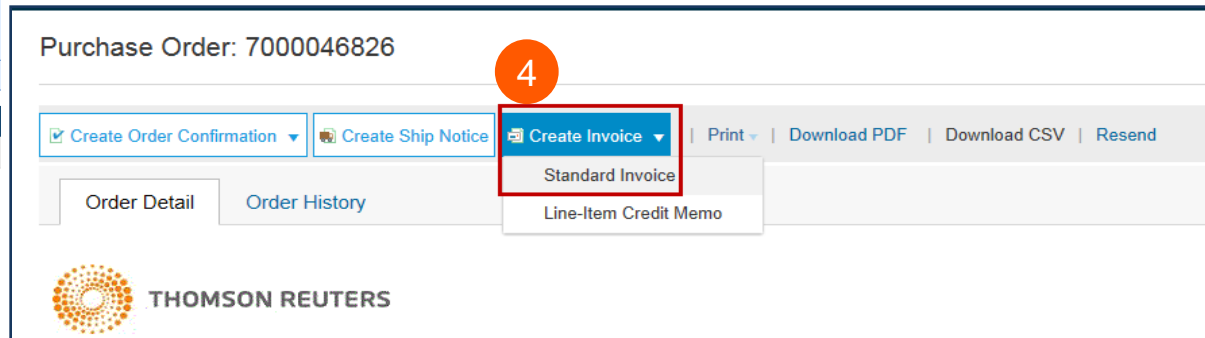 Purchase Order: 7000046826
4
Create Order Confirmation Create Ship Notice Create Invoice | Print | Download PDF | Download CSV | Resend
Standard Invoice
Order Detail Order History
Line-Item Credit Memo
THOMSON REUTERS